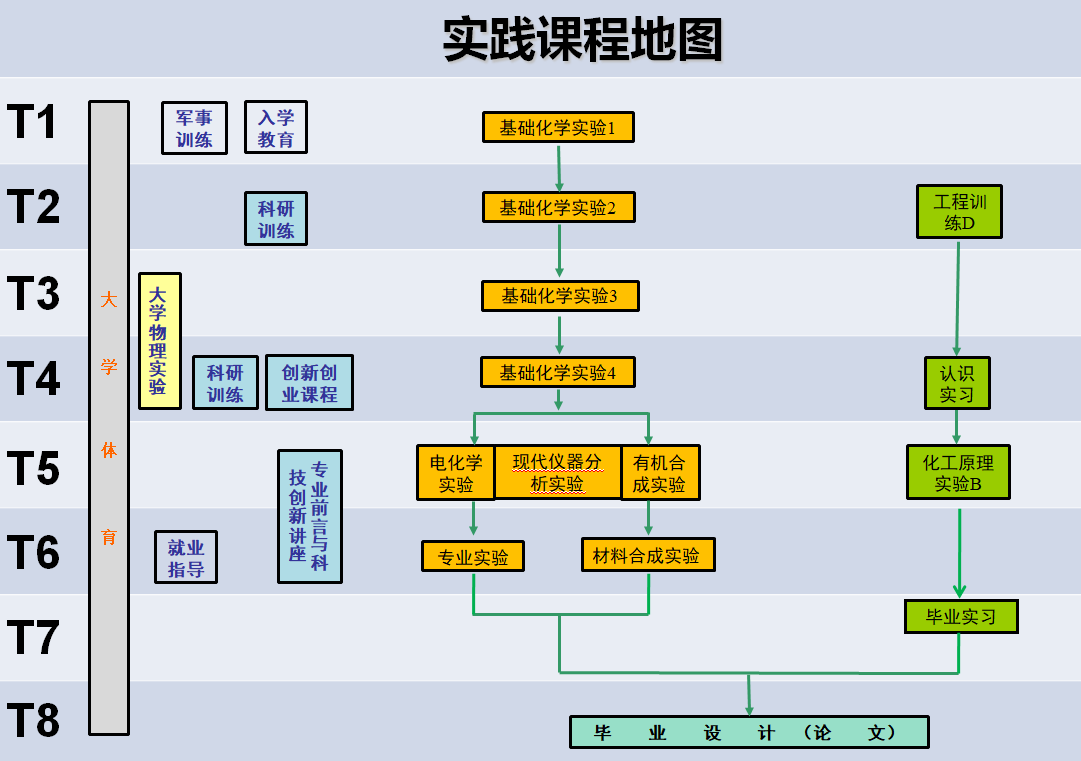 实践课程地图
T1
军事
训练
入学
教育
基础化学实验1
T2
科研
训练
基础化学实验2
工程训
练D
T3
大学物理实验
基础化学实验3
T4
科研
训练
创新创
业课程
基础化学实验4
认识
实习
大学体育
T5
专业前言与科
技创新讲座
电化学
实验
现代仪器分
析实验
有机合
成实验
化工原理
实验B
T6
就业
指导
专业实验
材料合成实验
T7
毕业实习
T8
毕 业 设 计 （论 文）